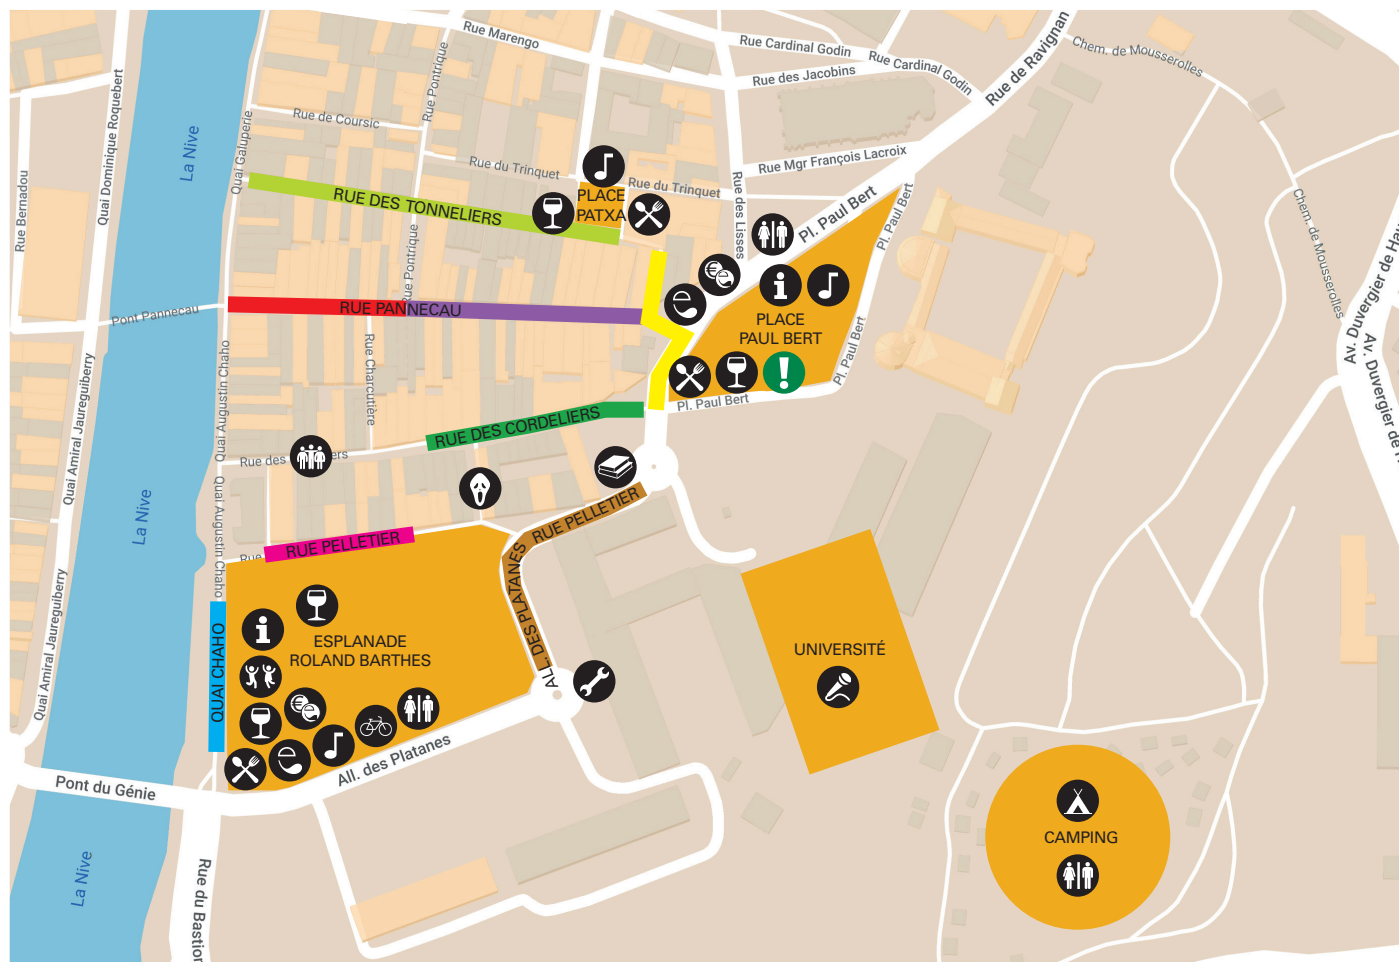 Rue Marengo
Rue Cardinal Godin
Rue Cardinal Godin
Rue des Jacobins
Rue de Ravignan
Chem. de Mousserolles
Chem. de Mousserolles
Rue Mgr François Lacroix
Rue Bernadou
Quai Dominique Roquebert
La Nive
Quai Galuperie
Rue de Coursic
Rue Pontrique
Rue du Trinquet
Rue du Trinquet
Rue des Lisses
RUE DES TONNELIERS
PLACE
PATXA
Pl. Paul Bert
Pl. Paul Bert
Rue Pontrique
Pont Pannecau
RUE PANNECAU
PLACE
PAUL BERT
Pl. Paul Bert
Pl. Paul Bert
Av. Duvergier de Hau
Av. Duvergier de H
Quai Amiral Jaureguiberry
Quai Augustin Chaho
Rue Charcutière
RUE DES CORDELIERS
Rue des
ers
La Nive
Quai Augustin Chaho
Rue
RUE PELLETIER
RUE PELLETIER
ALL. DES PLATANES
Quai Amiral Jaureguiberry
QUAI CHAHO
ESPLANADE
ROLAND BARTHES
UNIVERSITÉ
All. des Platanes
Pont du Génie
La Nive
Rue du Bastion
CAMPING